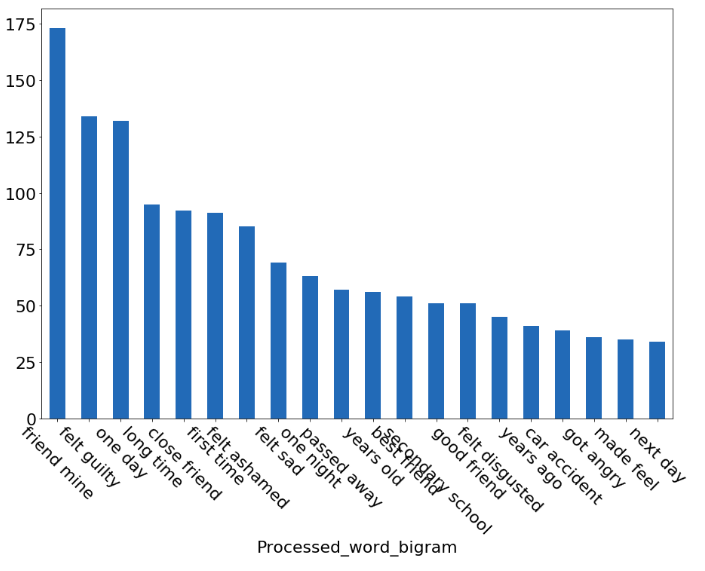 175
150
125
100
75
50
25
0
friend mine
felt guilty
one day
long time
close friend
first time
felt ashamed
felt sad
one night
passed away
years old
best friend
secondary school
good friend
felt disgusted
years ago
car accident
got angry
made feel
next day
Processed_word_bigram